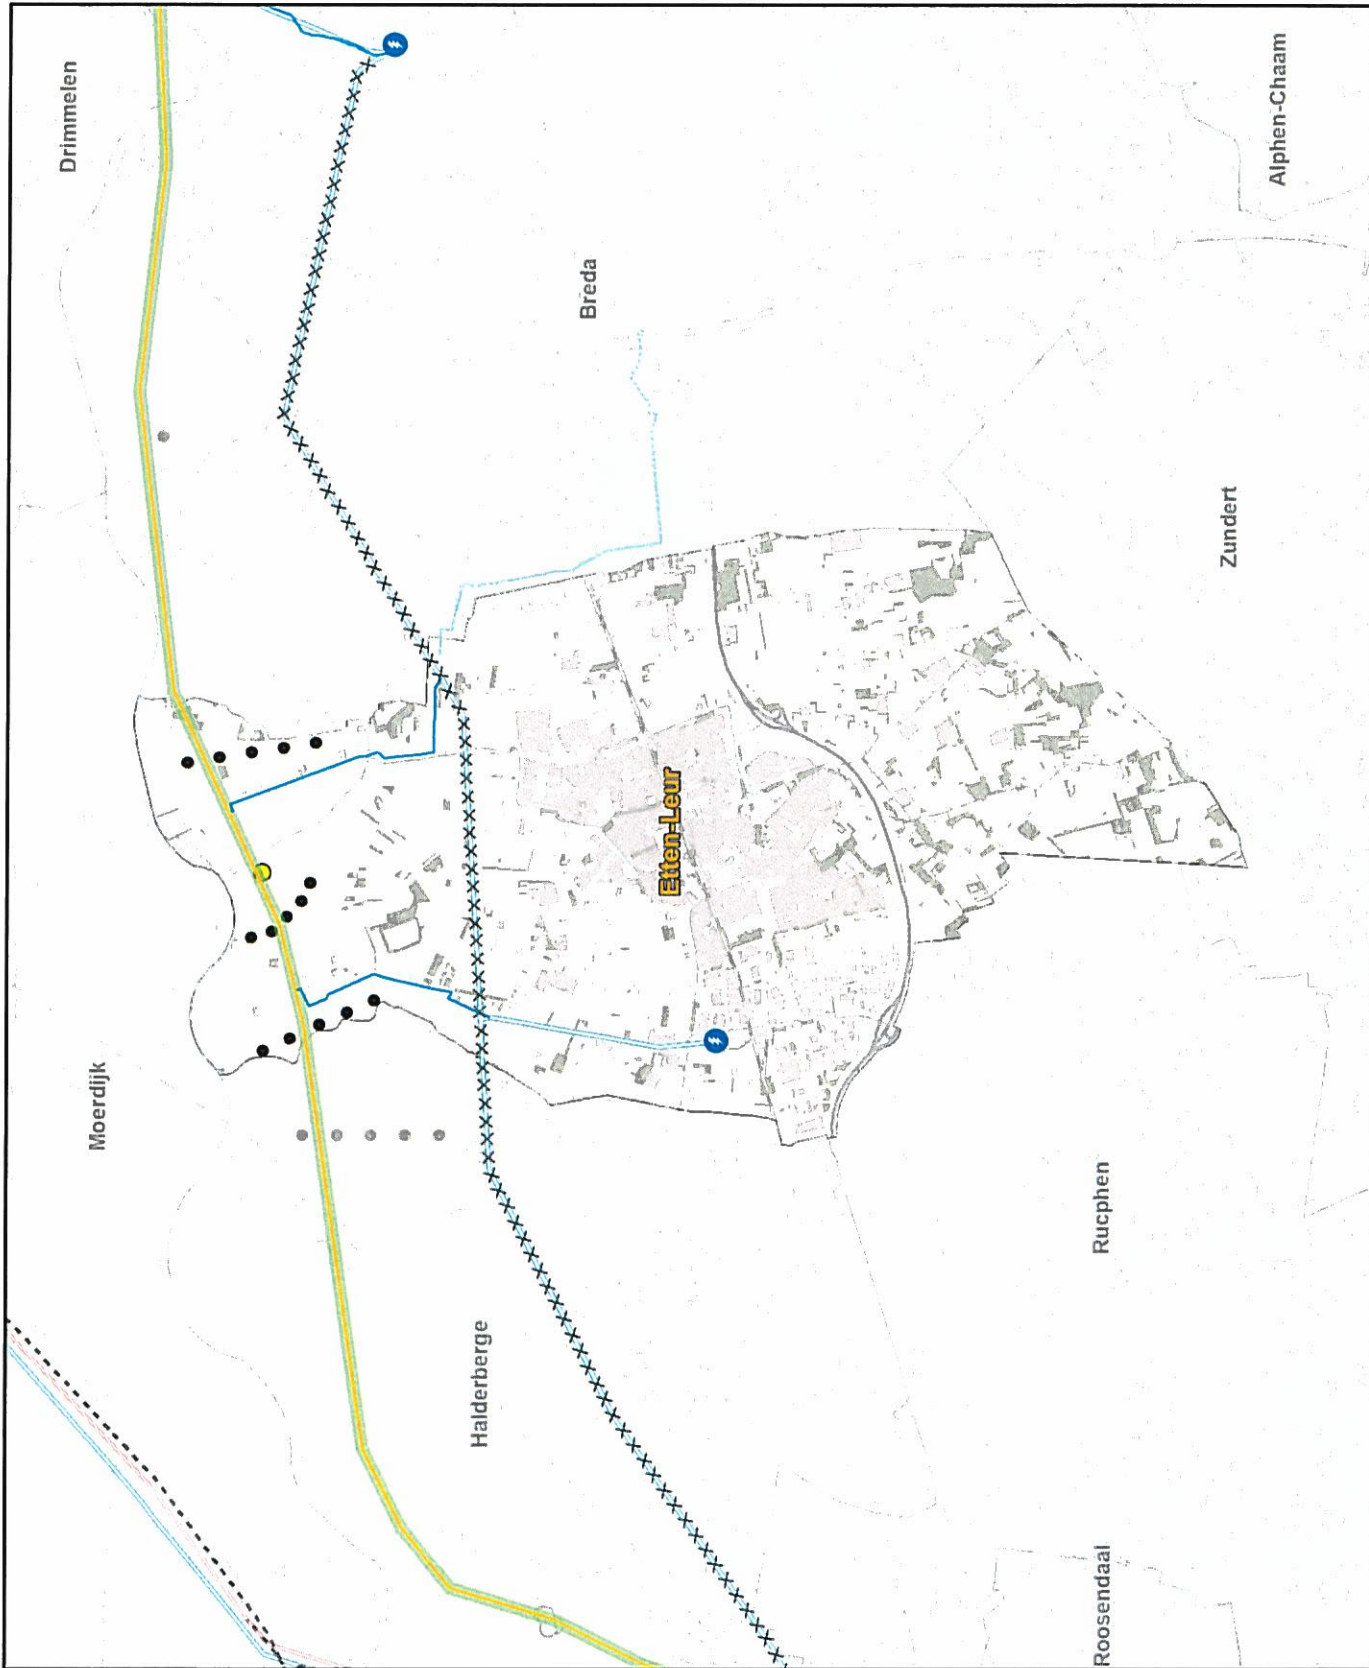 Moerdijk
Drimmelen
Halderberge
Breda
Etten-Leur
Roosendaal
Rucphen
Zundert
Alphen-Chaam